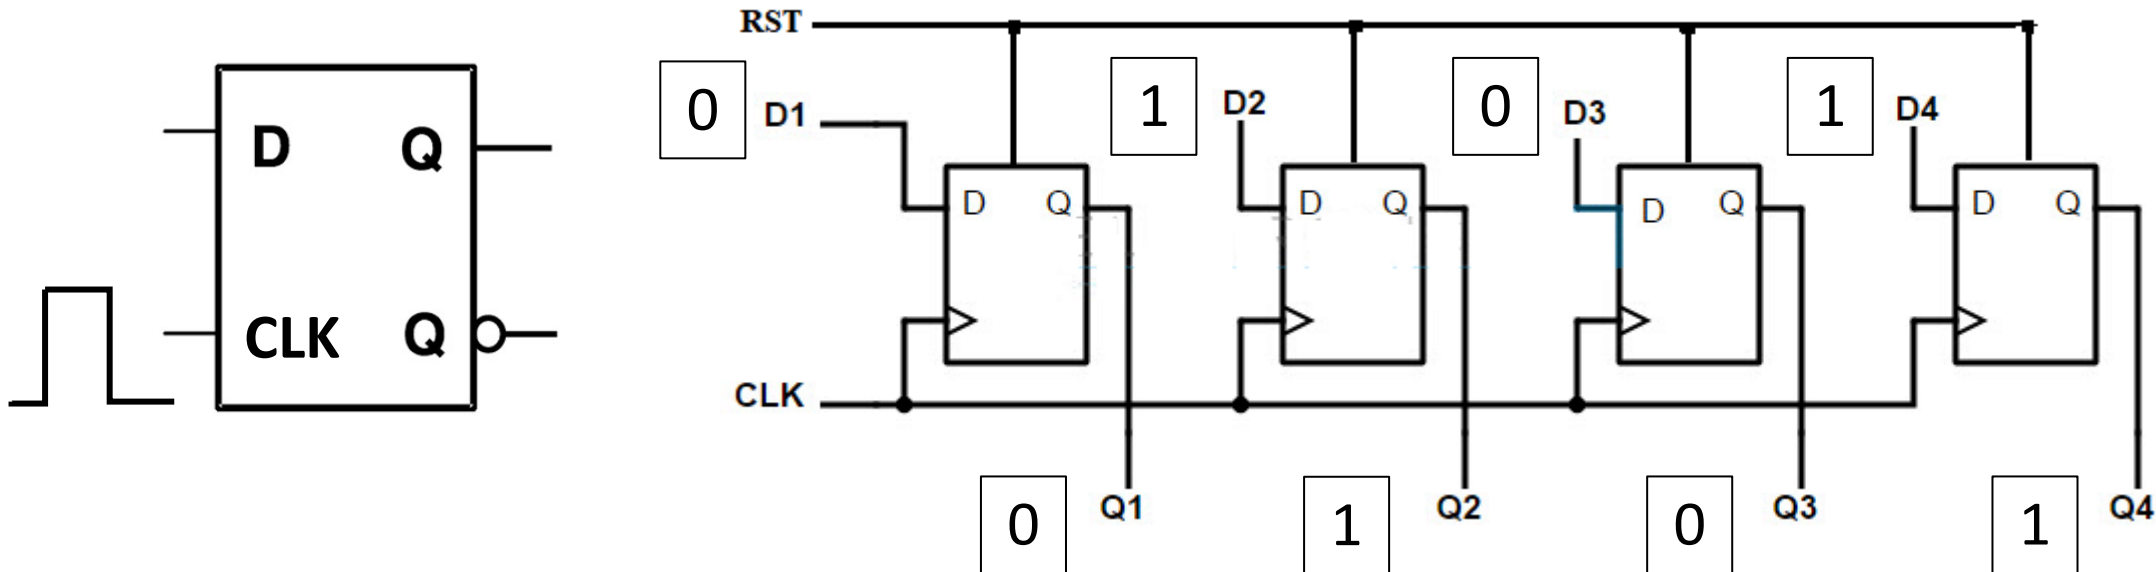 D Q
CLK Q
RST
0 D1 1 D2 0 D3 1 D4
D Q D Q D Q D Q
CLK
0 Q1 1 Q2 0 Q3 1 Q4